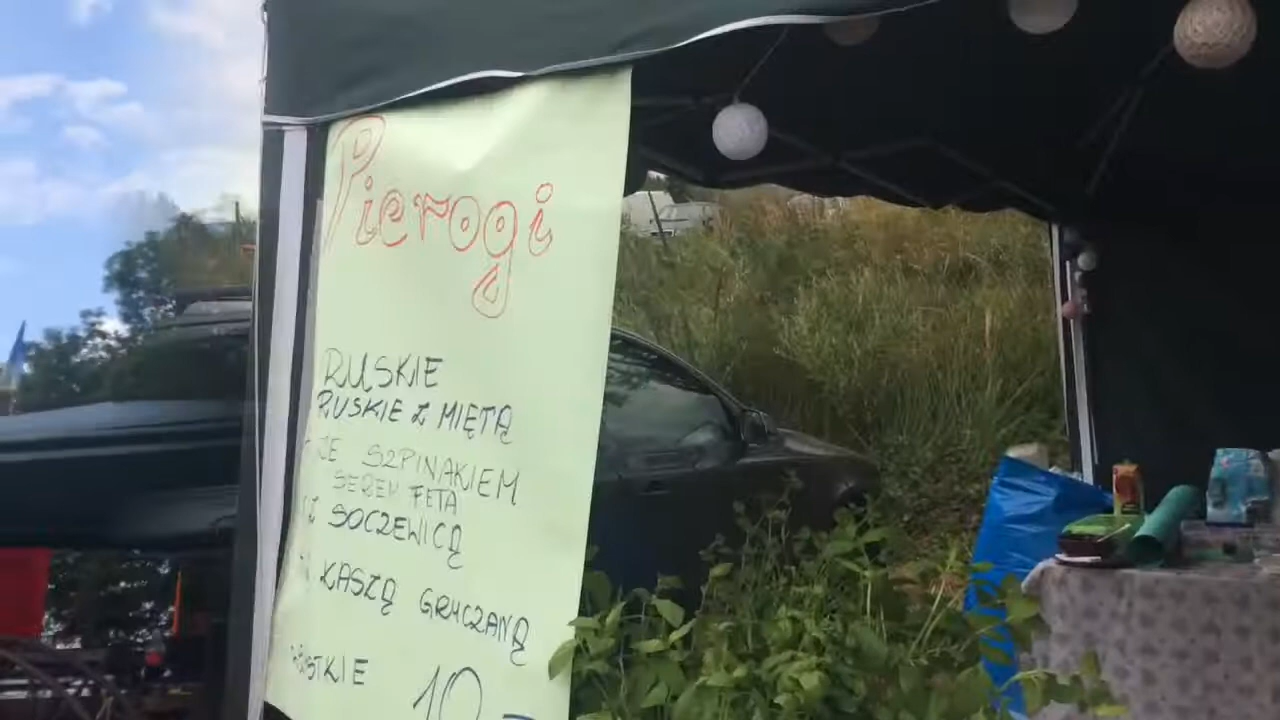 Pierogi
RUSKIE
RUSKIE Z MIĘTĄ
ZE SZPINAKIEM
SEREM FETA
Z SOCZEWICĄ
KASZĄ GRYCZANĄ
10